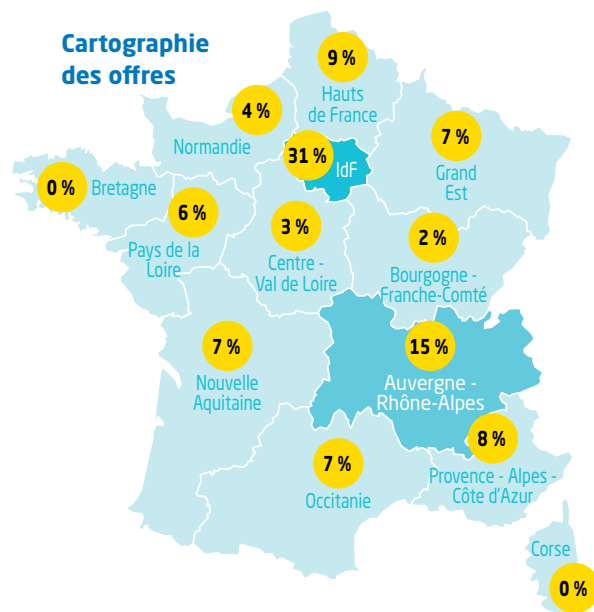 Cartographie
des offres
9 %
Hauts
de France
4 %
Normandie
31 %
IdF
7 %
Grand
Est
0 %
Bretagne
6 %
Pays de la
Loire
3 %
Centre -
Val de Loire
2 %
Bourgogne -
Franche-Comté
7 %
Nouvelle
Aquitaine
15 %
Auvergne -
Rhône-Alpes
8 %
Provence - Alpes -
Côte d'Azur
7 %
Occitanie
Corse
0 %